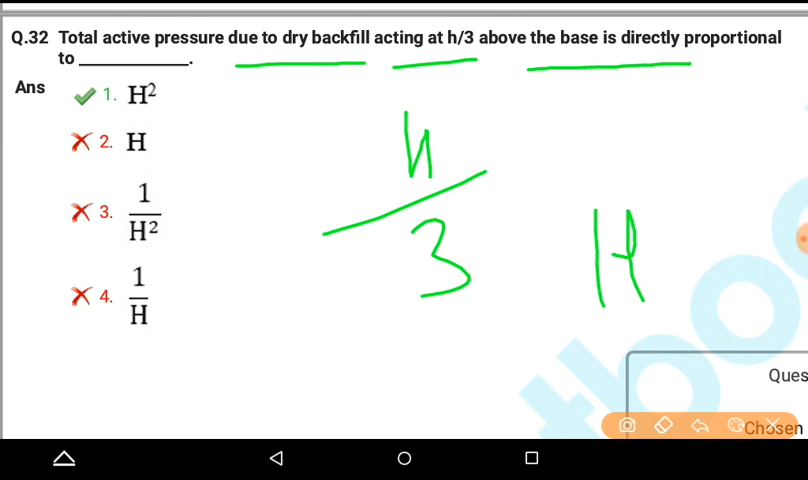 Q.32 Total active pressure due to dry backfill acting at h/3 above the base is directly proportional
to ____________.
Ans 1. H²
2. H
3. 1/H²
4. 1/H
h/3
H
Ques
Chosen